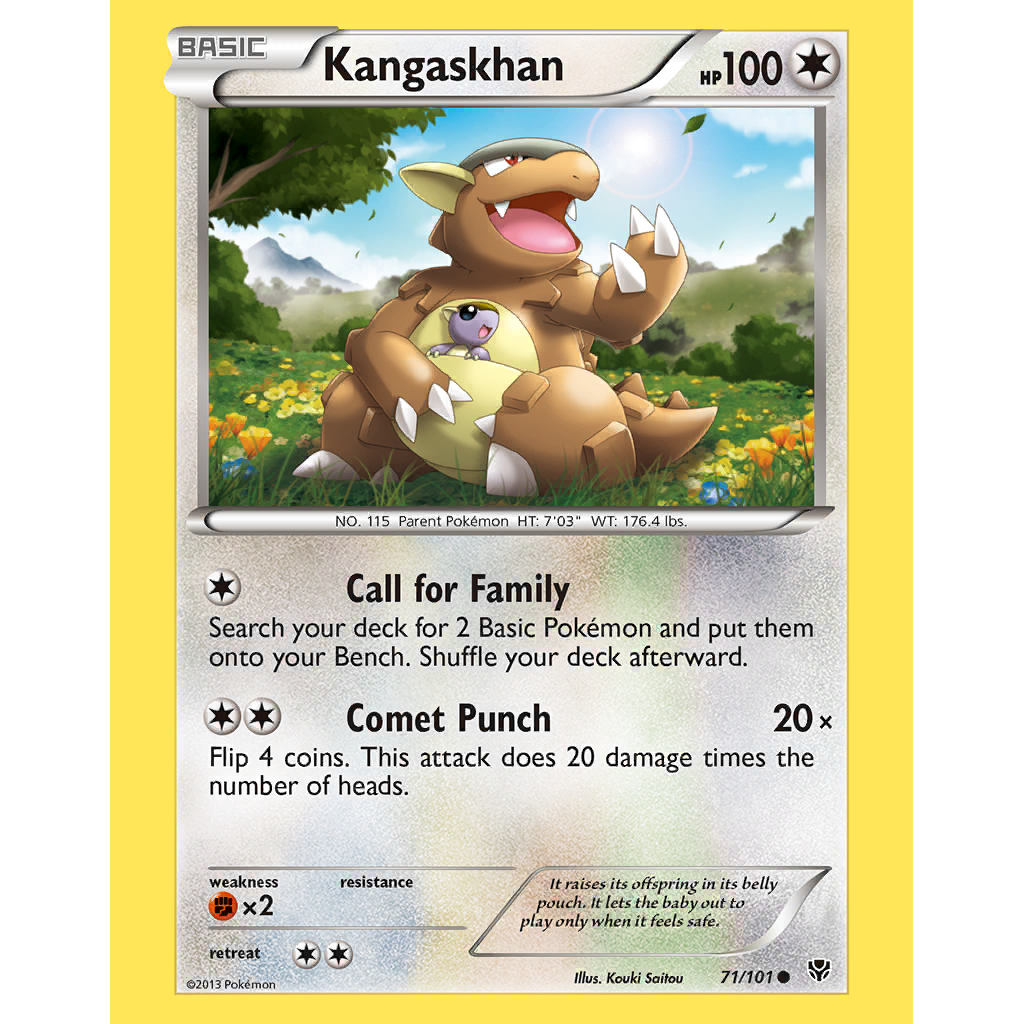 BASIC
Kangaskhan
HP100
NO. 115 Parent Pokémon HT: 7'03" WT: 176.4 lbs.
Call for Family
Search your deck for 2 Basic Pokémon and put them
onto your Bench. Shuffle your deck afterward.
Comet Punch 20×
Flip 4 coins. This attack does 20 damage times the
number of heads.
weakness resistance
×2
It raises its offspring in its belly
pouch. It lets the baby out to
play only when it feels safe.
retreat
Illus. Kouki Saitou 71/101
©2013 Pokémon